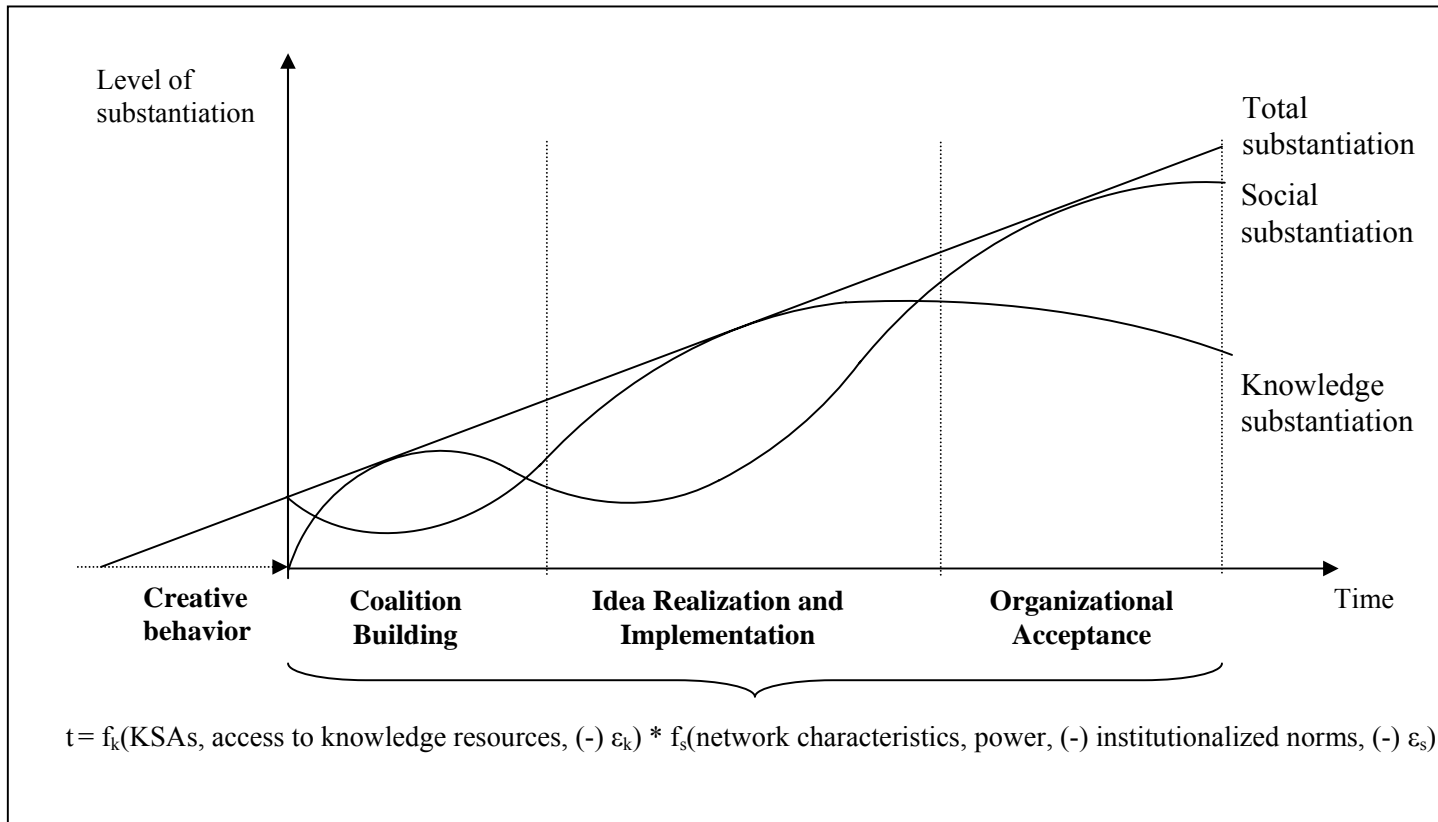 Level of
substantiation
Total
substantiation
Social
substantiation
Knowledge
substantiation
Creative
behavior
Coalition
Building
Idea Realization and
Implementation
Organizational
Acceptance
Time
t = fₖ(KSAs, access to knowledge resources, (-) εₖ) * fₛ(network characteristics, power, (-) institutionalized norms, (-) εₛ)